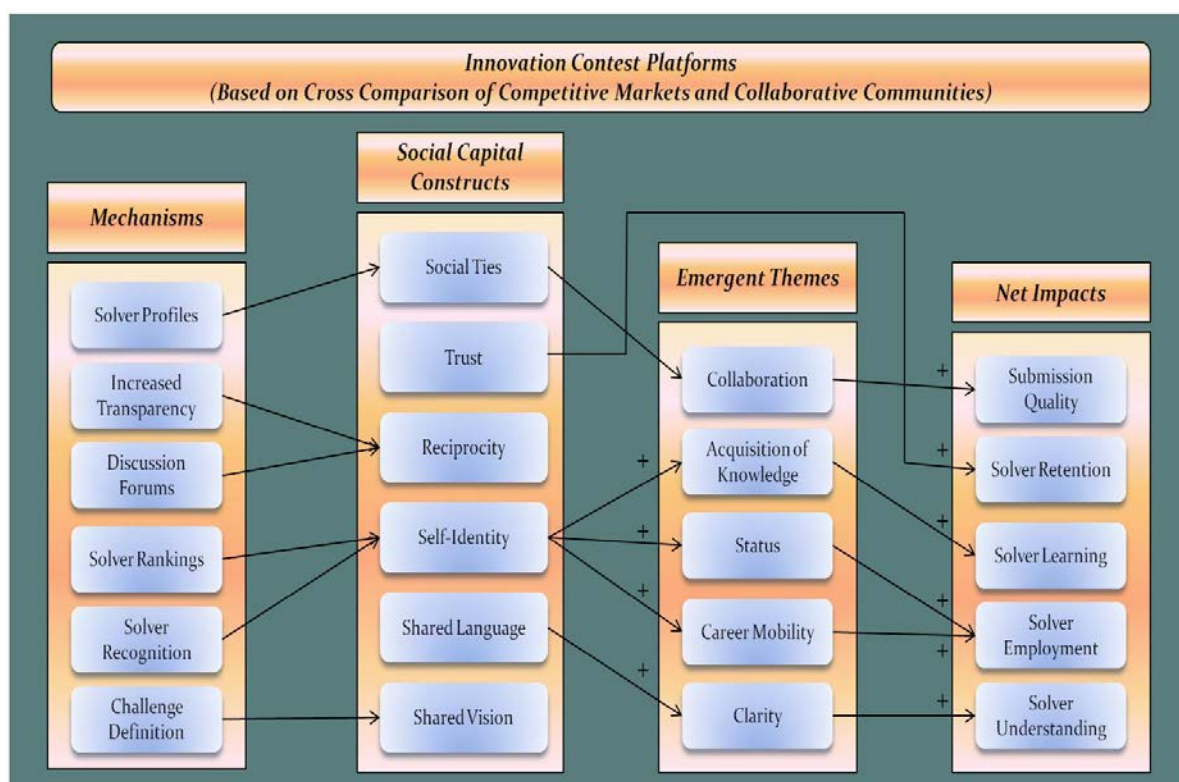 Innovation Contest Platforms
(Based on Cross Comparison of Competitive Markets and Collaborative Communities)
Mechanisms
Solver Profiles
Increased
Transparency
Discussion
Forums
Solver Rankings
Solver
Recognition
Challenge
Definition
Social Capital
Constructs
Social Ties
Trust
Reciprocity
Self-Identity
Shared Language
Shared Vision
+
+
+
+
Emergent Themes
Collaboration
Acquisition of
Knowledge
Status
Career Mobility
Clarity
+
+
+
+
+
+
Net Impacts
Submission
Quality
Solver Retention
Solver Learning
Solver
Employment
Solver
Understanding